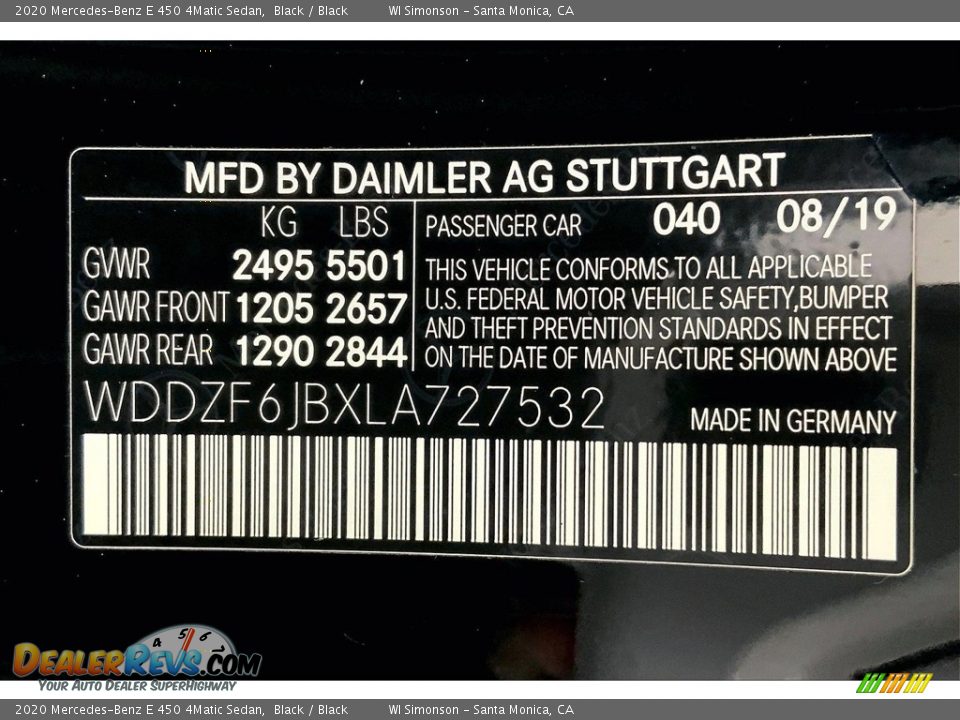 2020 Mercedes-Benz E 450 4Matic Sedan, Black / Black WI Simonson - Santa Monica, CA
MFD BY DAIMLER AG STUTTGART
KG LBS
GVWR 2495 5501
GAWR FRONT 1205 2657
GAWR REAR 1290 2844
PASSENGER CAR 040 08/19
THIS VEHICLE CONFORMS TO ALL APPLICABLE
U.S. FEDERAL MOTOR VEHICLE SAFETY,BUMPER
AND THEFT PREVENTION STANDARDS IN EFFECT
ON THE DATE OF MANUFACTURE SHOWN ABOVE
WDDZF6JBXLA727532
MADE IN GERMANY
4 5 6
DEALERREVS.COM
YOUR AUTO DEALER SUPERHIGHWAY
2020 Mercedes-Benz E 450 4Matic Sedan, Black / Black WI Simonson - Santa Monica, CA